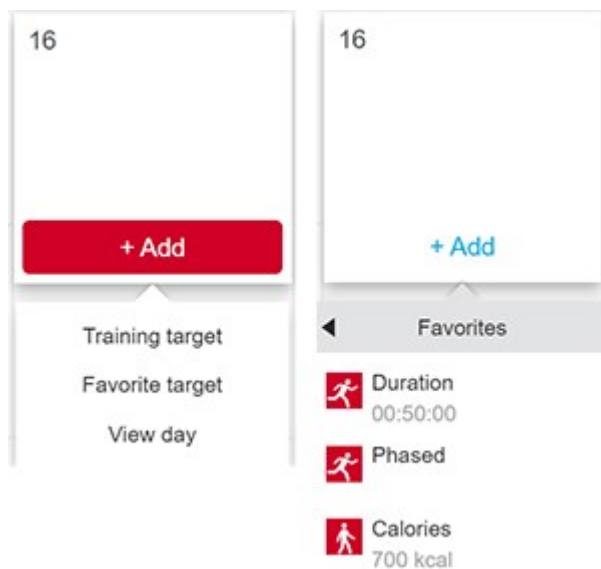 16
+ Add
Training target
Favorite target
View day
16
+ Add
Favorites
Duration
00:50:00
Phased
Calories
700 kcal